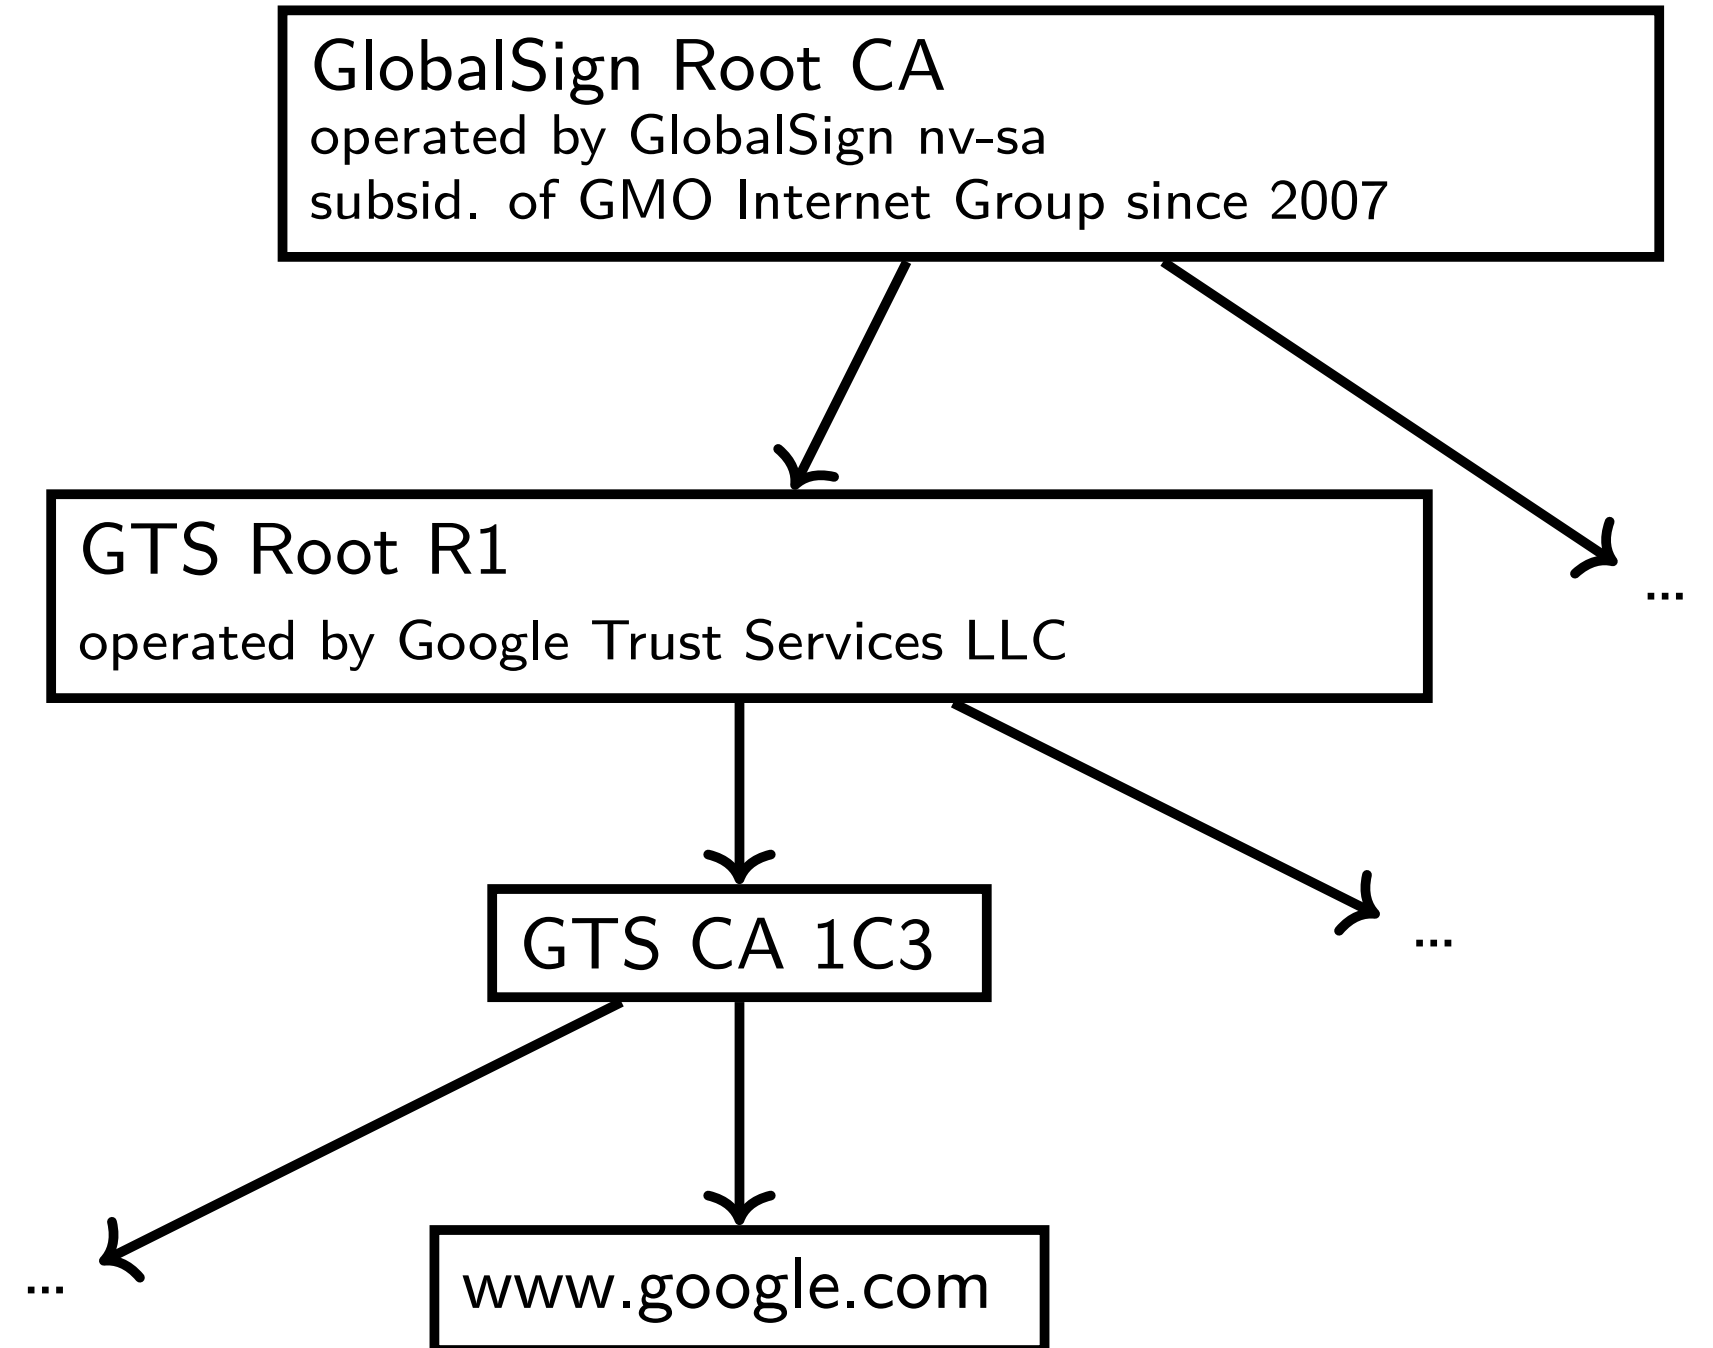 GlobalSign Root CA
operated by GlobalSign nv-sa
subsid. of GMO Internet Group since 2007
GTS Root R1
operated by Google Trust Services LLC
...
GTS CA 1C3
...
www.google.com
...